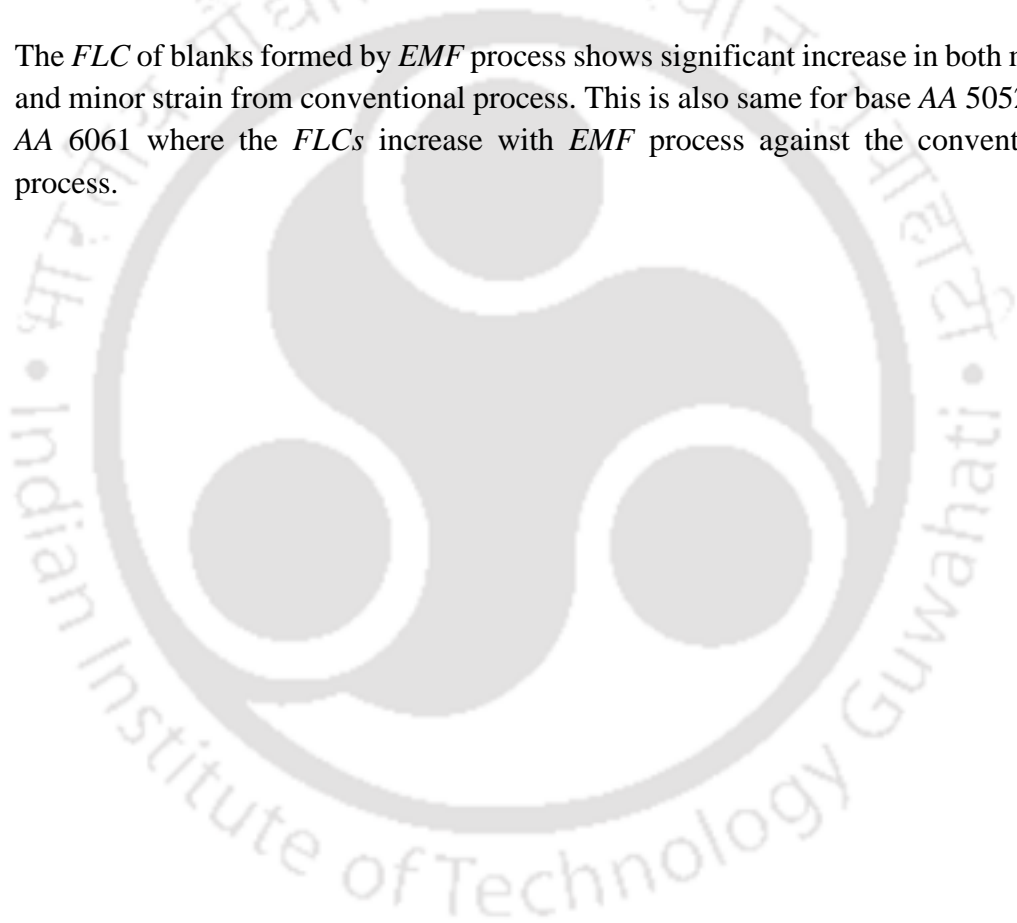 The FLC of blanks formed by EMF process shows significant increase in both
and minor strain from conventional process. This is also same for base AA 5052
AA 6061 where the FLCs increase with EMF process against the
process.
• Indian Institute of Technology Guwahati •